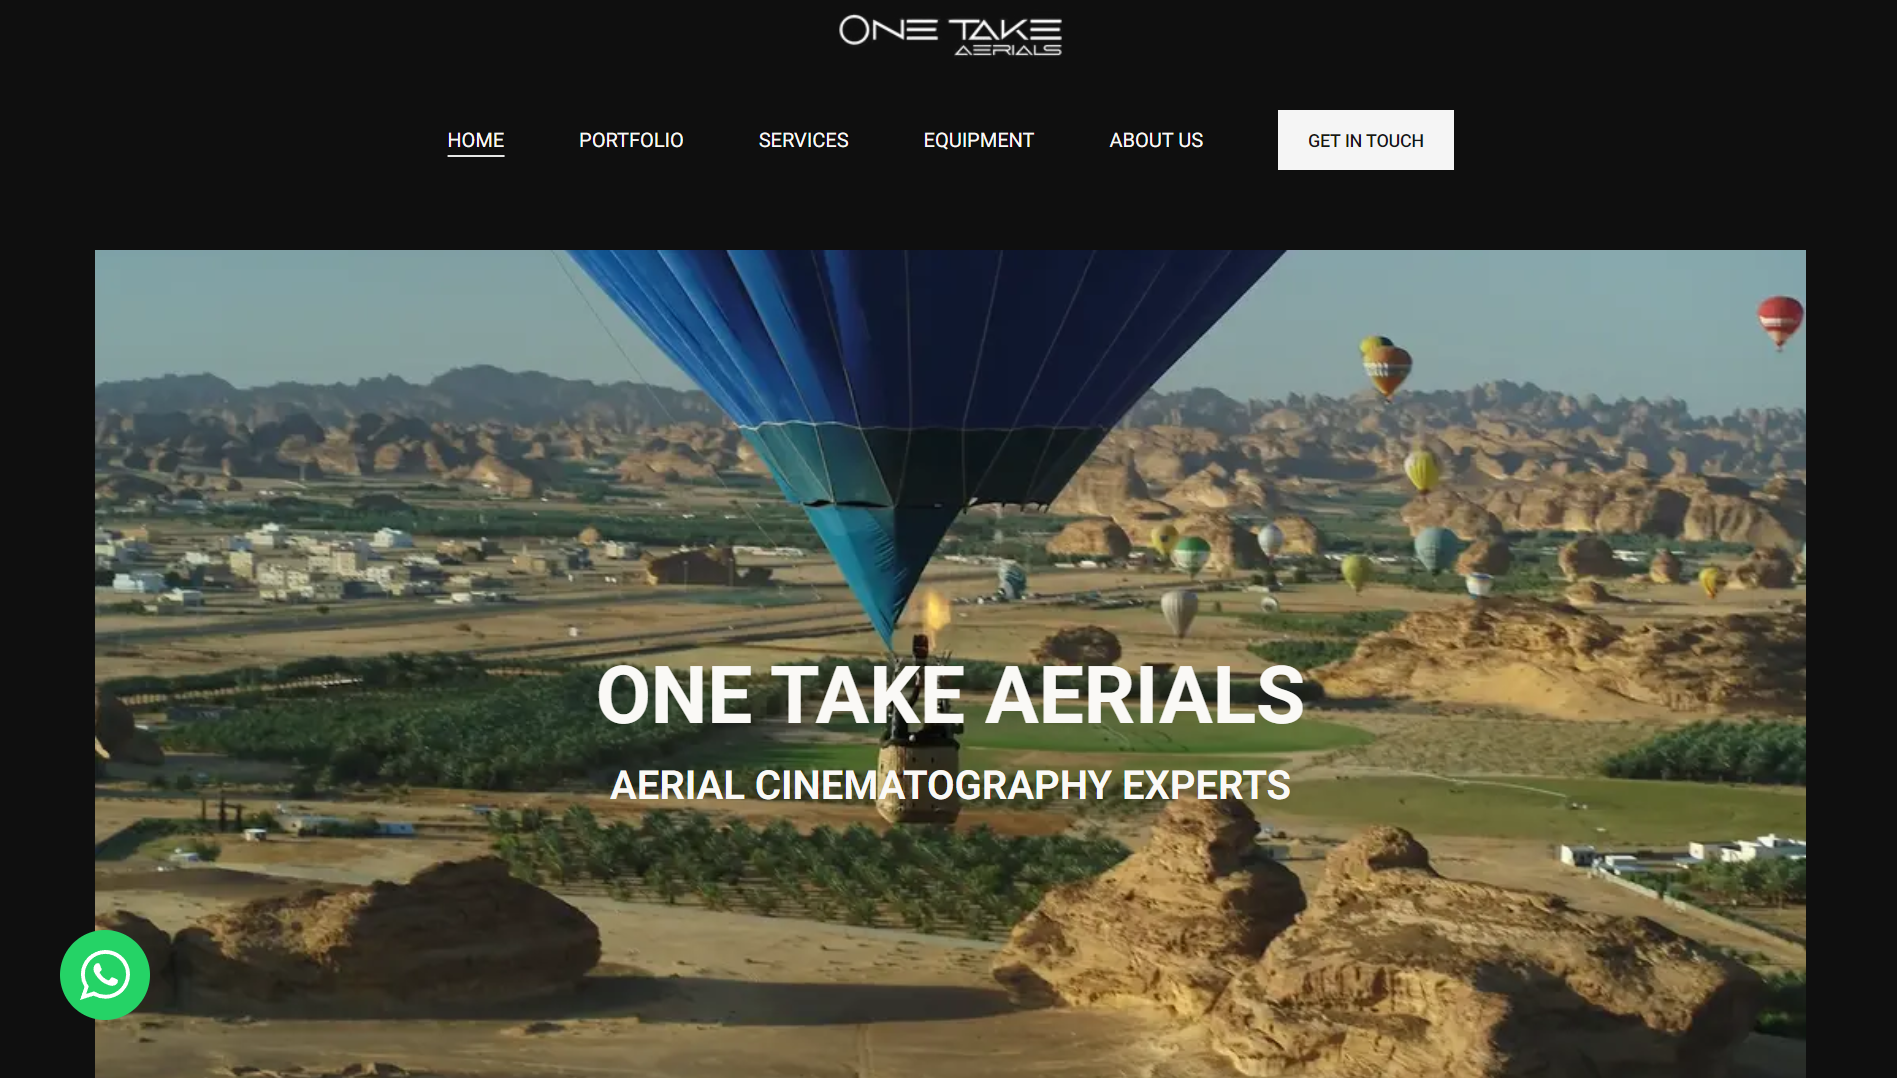 ONE TAKE
AERIALS
HOME PORTFOLIO SERVICES EQUIPMENT ABOUT US GET IN TOUCH
ONE TAKE AERIALS
AERIAL CINEMATOGRAPHY EXPERTS